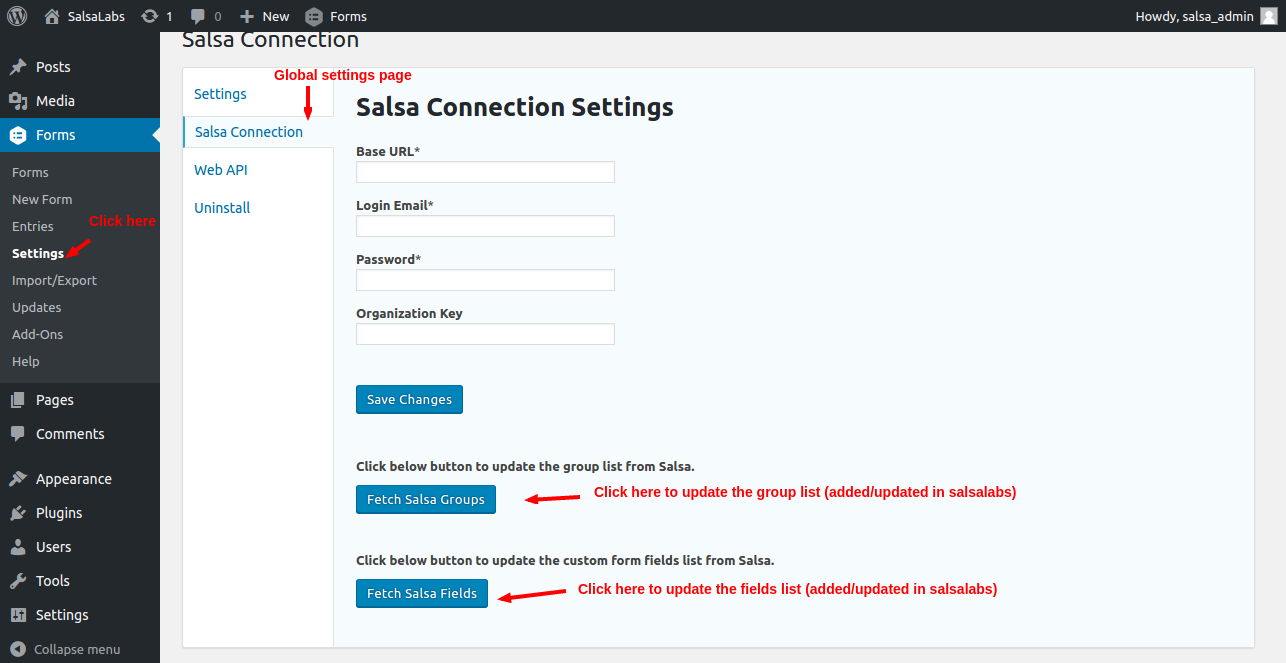 SalsaLabs
1
0
New
Forms
Howdy, salsa_admin
Posts
Media
Forms
Forms
New Form
Entries
Click here
Settings
Import/Export
Updates
Add-Ons
Help
Pages
Comments
Appearance
Plugins
Users
Tools
Settings
Collapse menu
Salsa Connection
Global settings page
Settings
Salsa Connection
Web API
Uninstall
Salsa Connection Settings
Base URL*
Login Email*
Password*
Organization Key
Save Changes
Click below button to update the group list from Salsa.
Fetch Salsa Groups
Click here to update the group list (added/updated in salsalabs)
Click below button to update the custom form fields list from Salsa.
Fetch Salsa Fields
Click here to update the fields list (added/updated in salsalabs)